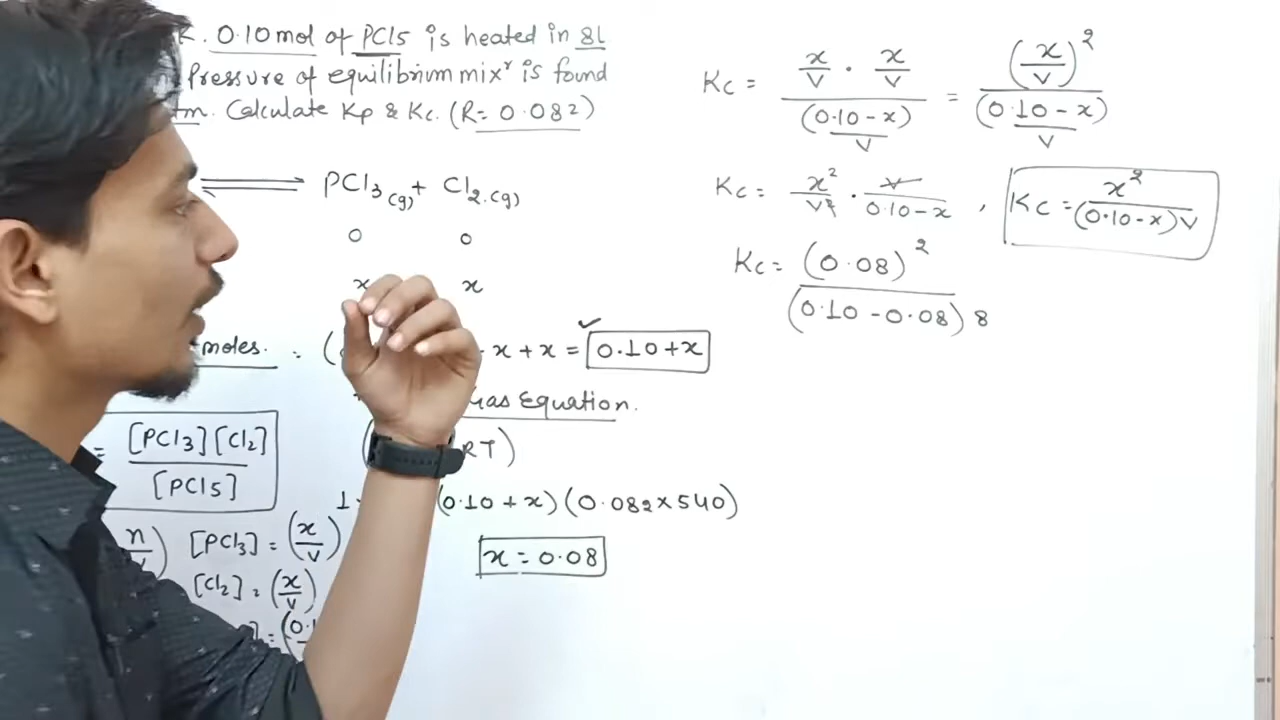 K. 0.10 mol of PCl5 is heated in 8L
Pressure of equilibrium mixʳ is found
tm. Calculate Kp & Kc. (R = 0.082)
⇌ PCl3(g) + Cl2(g)
0 0
x x
moles. = ( - x + x = 0.10 + x ✓
Gas Equation.
RT)
= [PCl3][Cl2] / [PCl5]
(0.10 + x)(0.082 × 540)
n [PCl3] = (x/V)
x = 0.08
[Cl2] = (x/V)
Kc = (x/V · x/V) / ((0.10 - x)/V) = (x/V)² / ((0.10 - x)/V)
Kc = x²/V² · V/(0.10 - x) , Kc = x²/((0.10 - x)V)
Kc = (0.08)² / ((0.10 - 0.08) 8)